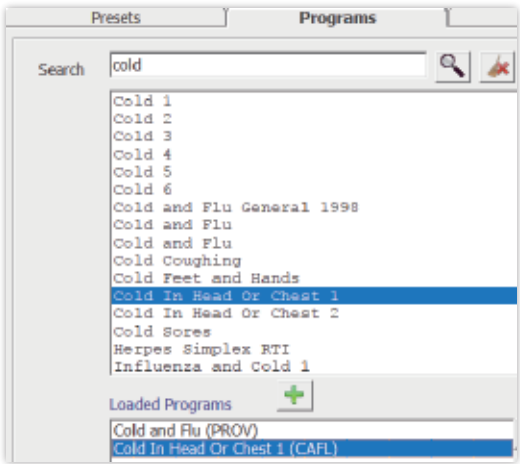 Presets Programs
Search cold
Cold 1
Cold 2
Cold 3
Cold 4
Cold 5
Cold 6
Cold and Flu General 1998
Cold and Flu
Cold and Flu
Cold Coughing
Cold Feet and Hands
Cold In Head Or Chest 1
Cold In Head Or Chest 2
Cold Sores
Herpes Simplex RTI
Influenza and Cold 1
Loaded Programs
Cold and Flu (PROV)
Cold In Head Or Chest 1 (CAFL)